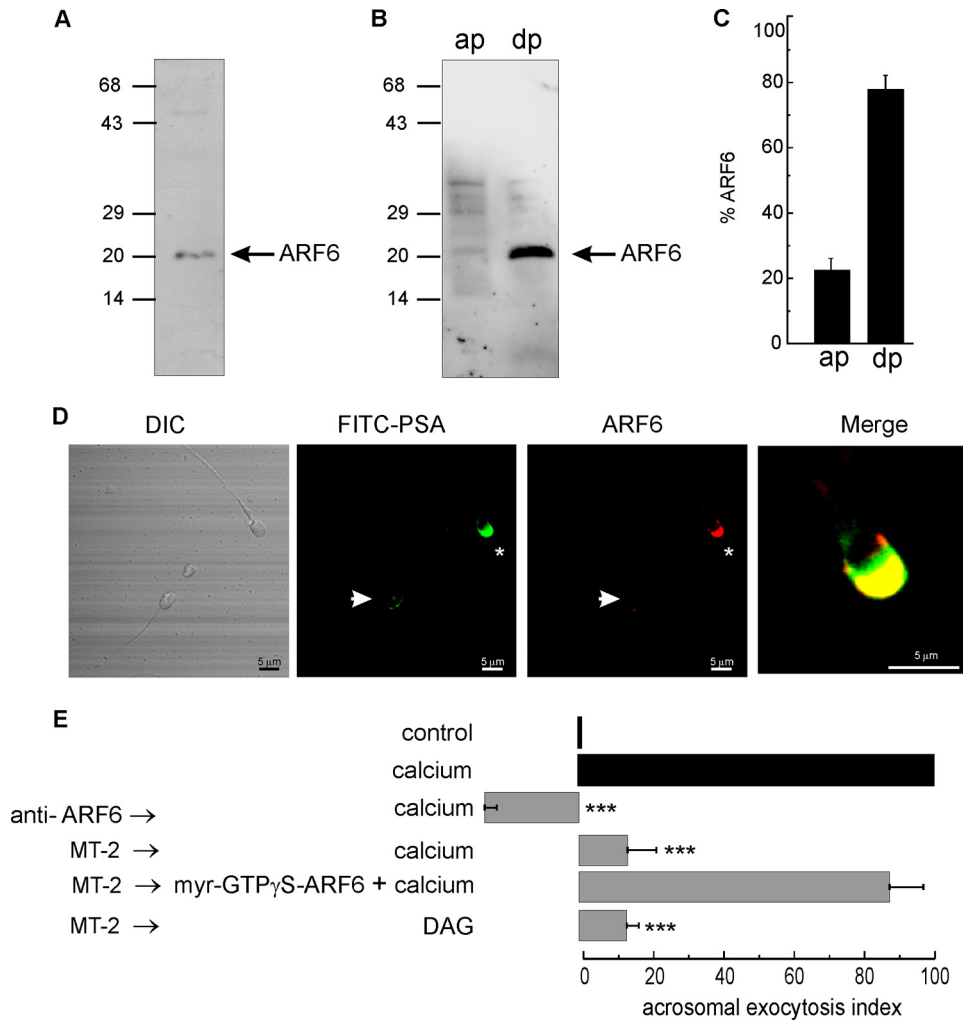 A
68
43
29
20
14
ARF6
B
ap dp
68
43
29
20
14
ARF6
C
100
80
60
40
20
0
% ARF6
ap dp
D
DIC FITC-PSA ARF6 Merge
*
*
5 μm
5 μm
5 μm
5 μm
E
control
calcium
anti- ARF6 → calcium ***
MT-2 → calcium ***
MT-2 → myr-GTPγS-ARF6 + calcium
MT-2 → DAG ***
0 20 40 60 80 100
acrosomal exocytosis index